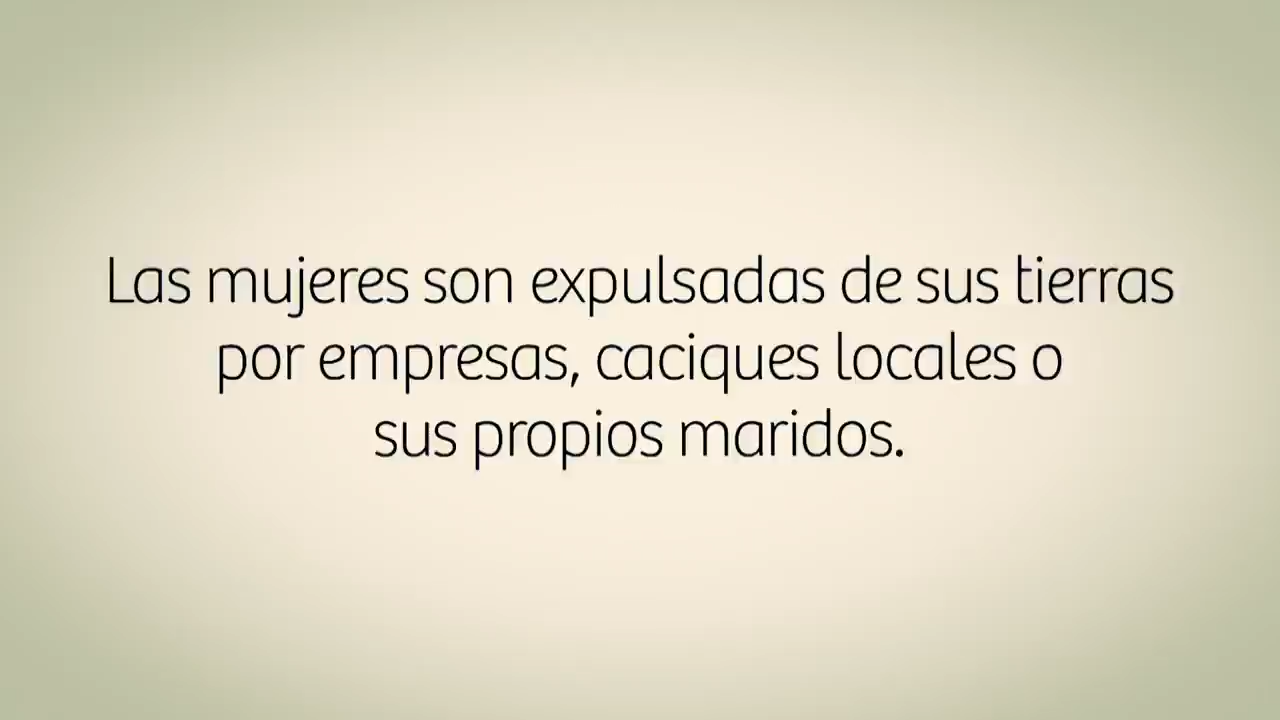 Las mujeres son expulsadas de sus tierras
por empresas, caciques locales o
sus propios maridos.